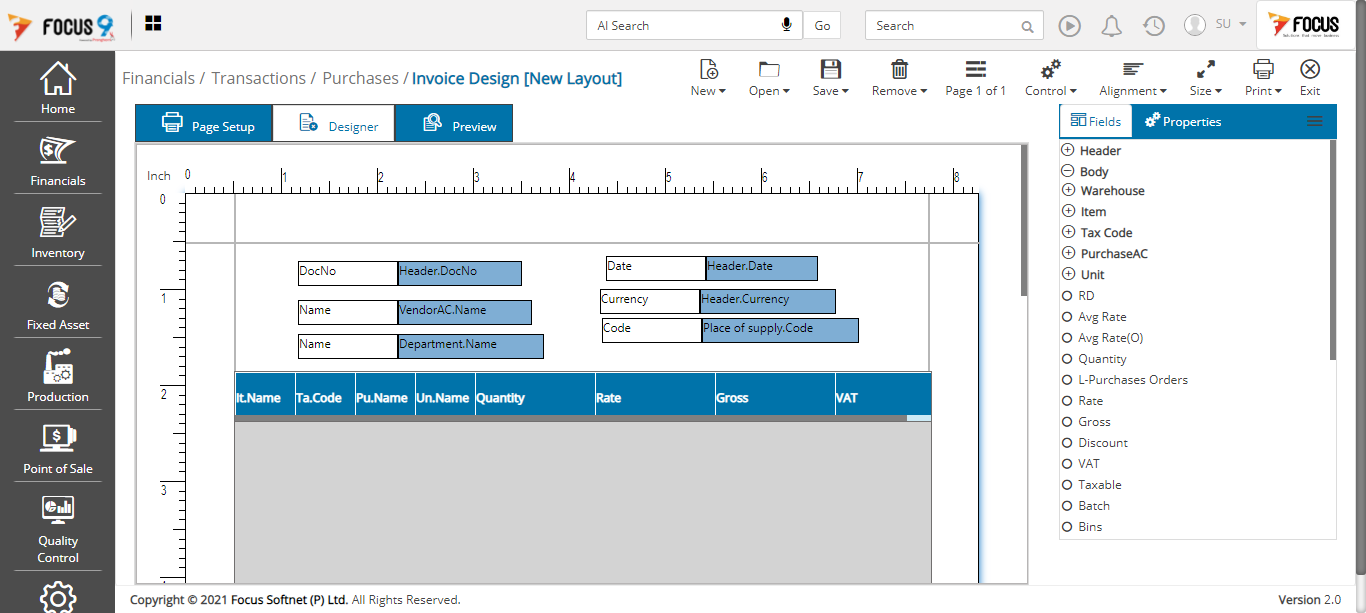 FOCUS 9
AI Search
Go
Search
SU
FOCUS
Home
Financials
Inventory
Fixed Asset
Production
Point of Sale
Quality
Control
Financials / Transactions / Purchases / Invoice Design [New Layout]
New
Open
Save
Remove
Page 1 of 1
Control
Alignment
Size
Print
Exit
Page Setup
Designer
Preview
Inch
0 1 2 3 4 5 6 7 8
0
1
2
3
DocNo Header.DocNo
Date Header.Date
Name VendorAC.Name
Currency Header.Currency
Name Department.Name
Code Place of supply.Code
It.Name Ta.Code Pu.Name Un.Name Quantity Rate Gross VAT
Fields
Properties
Header
Body
Warehouse
Item
Tax Code
PurchaseAC
Unit
RD
Avg Rate
Avg Rate(O)
Quantity
L-Purchases Orders
Rate
Gross
Discount
VAT
Taxable
Batch
Bins
Copyright © 2021 Focus Softnet (P) Ltd. All Rights Reserved.
Version 2.0